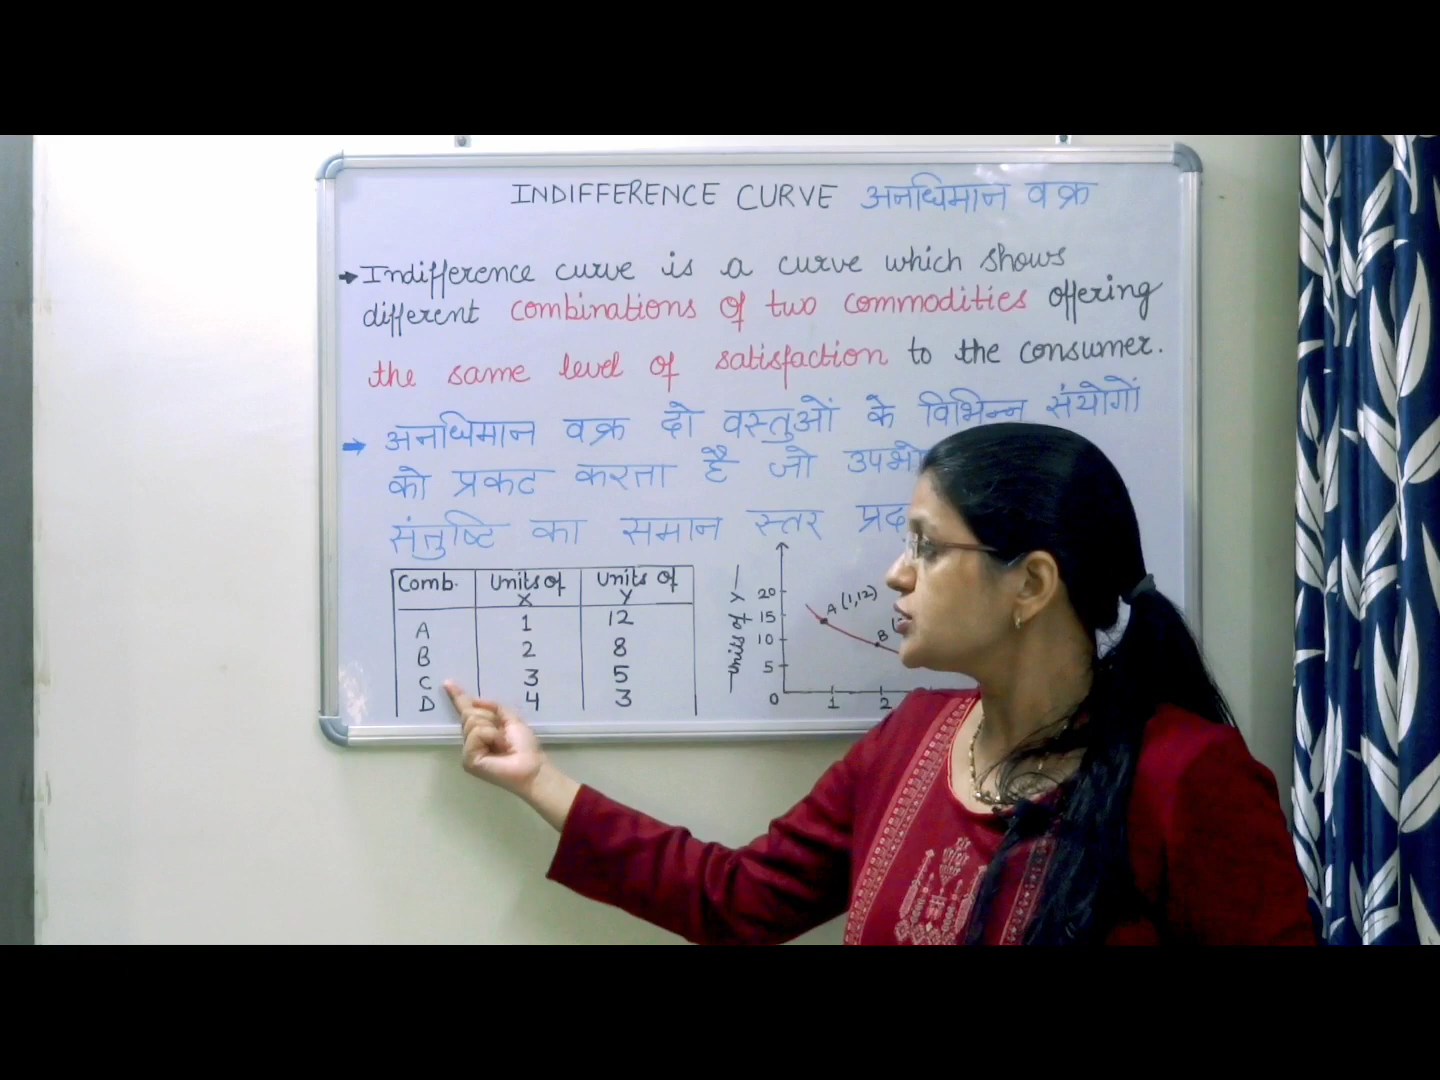 INDIFFERENCE CURVE अनधिमान वक्र
→ Indifference curve is a curve which shows
different combinations of two commodities offering
the same level of satisfaction to the consumer.
→ अनधिमान वक्र दो वस्तुओं के विभिन्न संयोगों
को प्रकट करता है जो
संतुष्टि का समान स्तर
Comb. Units of X Units of Y
A 1 12
B 2 8
C 3 5
D 4 3
Units of Y
20
15
10
5
0 1 2
A (1,12)
B